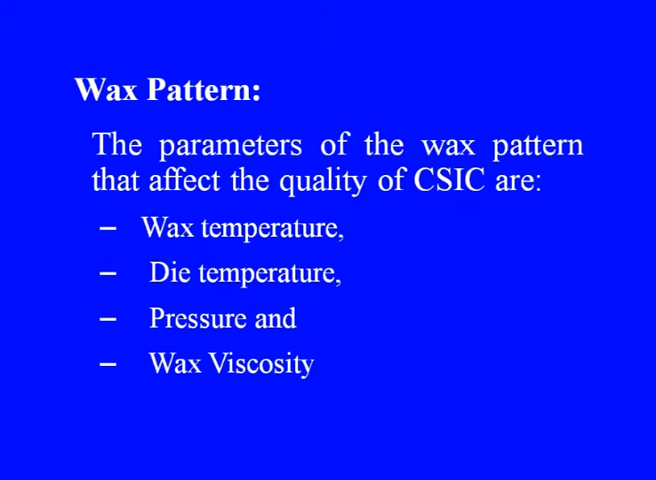 Wax Pattern:
The parameters of the wax pattern
that affect the quality of CSIC are:
– Wax temperature,
– Die temperature,
– Pressure and
– Wax Viscosity